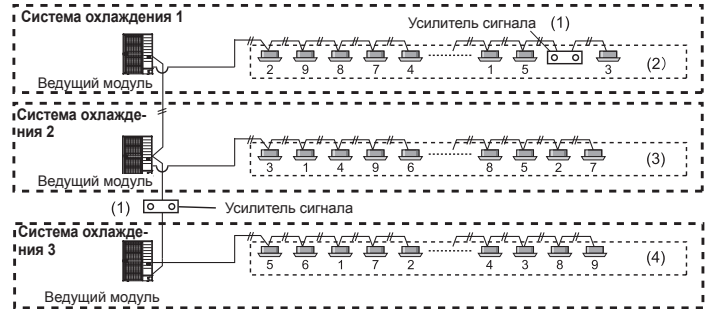 Система охлаждения 1
Усилитель сигнала (1)
2 9 8 7 4 1 5 3 (2)
Ведущий модуль
Система охлажде-
ния 2
3 1 4 9 6 8 5 2 7 (3)
Ведущий модуль
(1) Усилитель сигнала
Система охлажде-
ния 3
5 6 1 7 2 4 3 8 9 (4)
Ведущий модуль